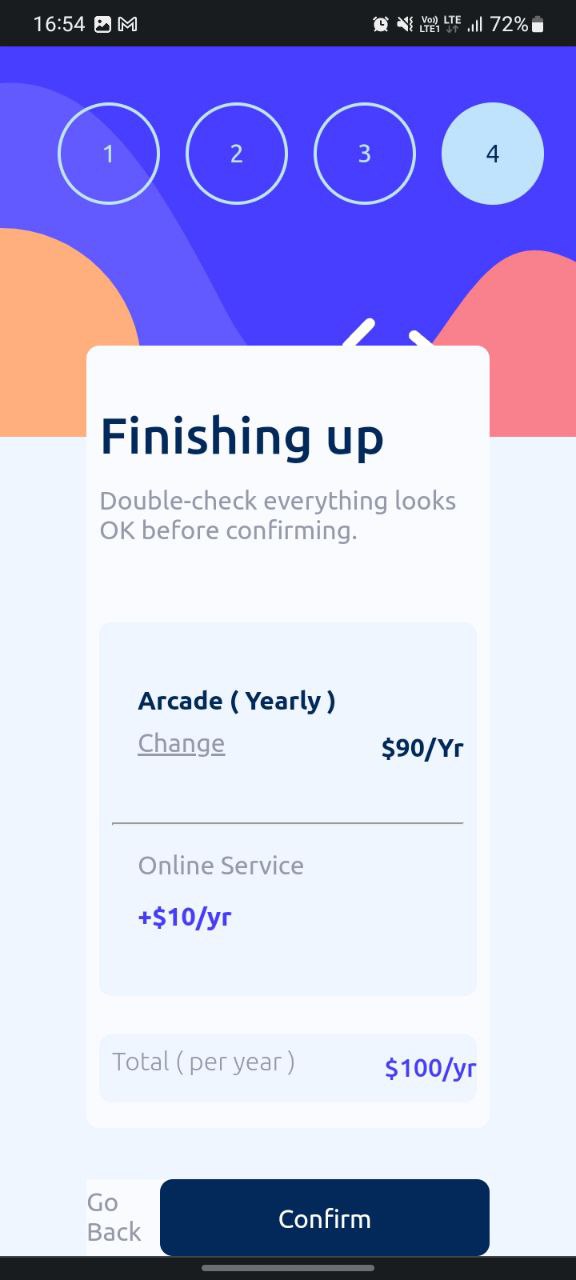 16:54 Vo) LTE LTE1 72%
1 2 3 4
Finishing up
Double-check everything looks
OK before confirming.
Arcade ( Yearly )
Change $90/Yr
Online Service
+$10/yr
Total ( per year ) $100/yr
Go
Back
Confirm